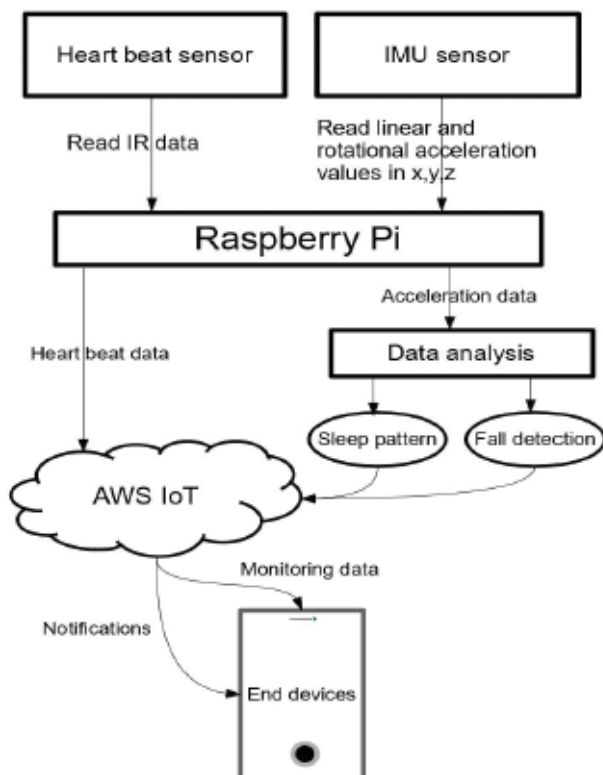 Heart beat sensor
IMU sensor
Read IR data
Read linear and
rotational acceleration
values in x,y,z
Raspberry Pi
Acceleration data
Heart beat data
Data analysis
Sleep pattern
Fall detection
AWS IoT
Monitoring data
Notifications
End devices